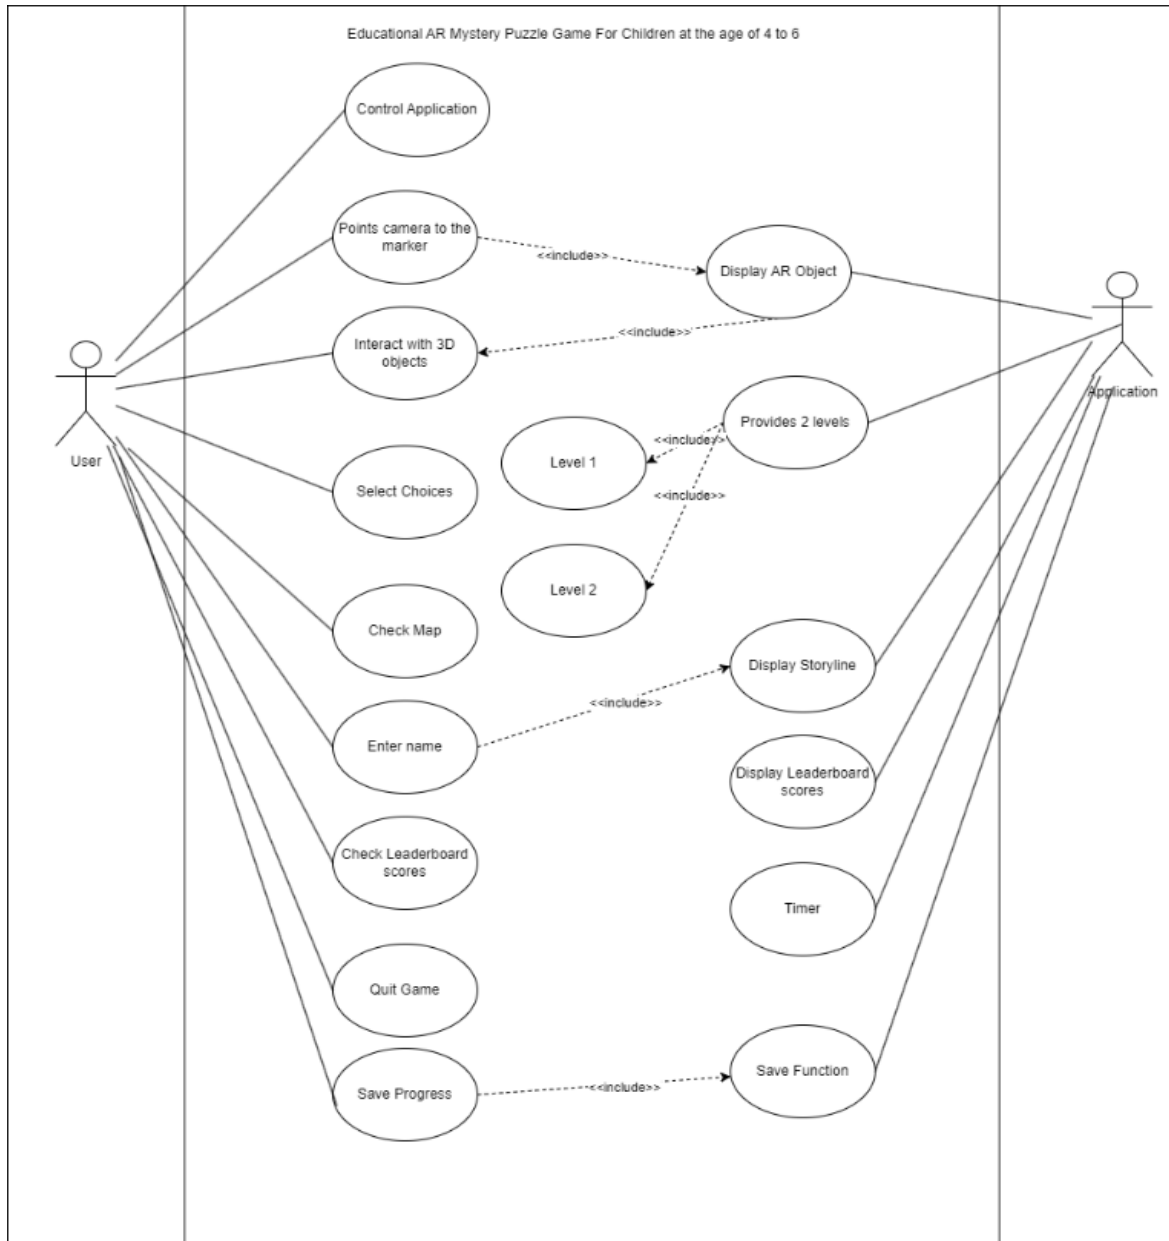 Educational AR Mystery Puzzle Game For Children at the age of 4 to 6
Control Application
Points camera to the
marker
<<include>>
Display AR Object
<<include>>
Interact with 3D
objects
User
Application
Provides 2 levels
<<include>>
Level 1
Select Choices
<<include>>
Level 2
Check Map
Display Storyline
<<include>>
Enter name
Display Leaderboard
scores
Check Leaderboard
scores
Timer
Quit Game
Save Function
<<include>>
Save Progress